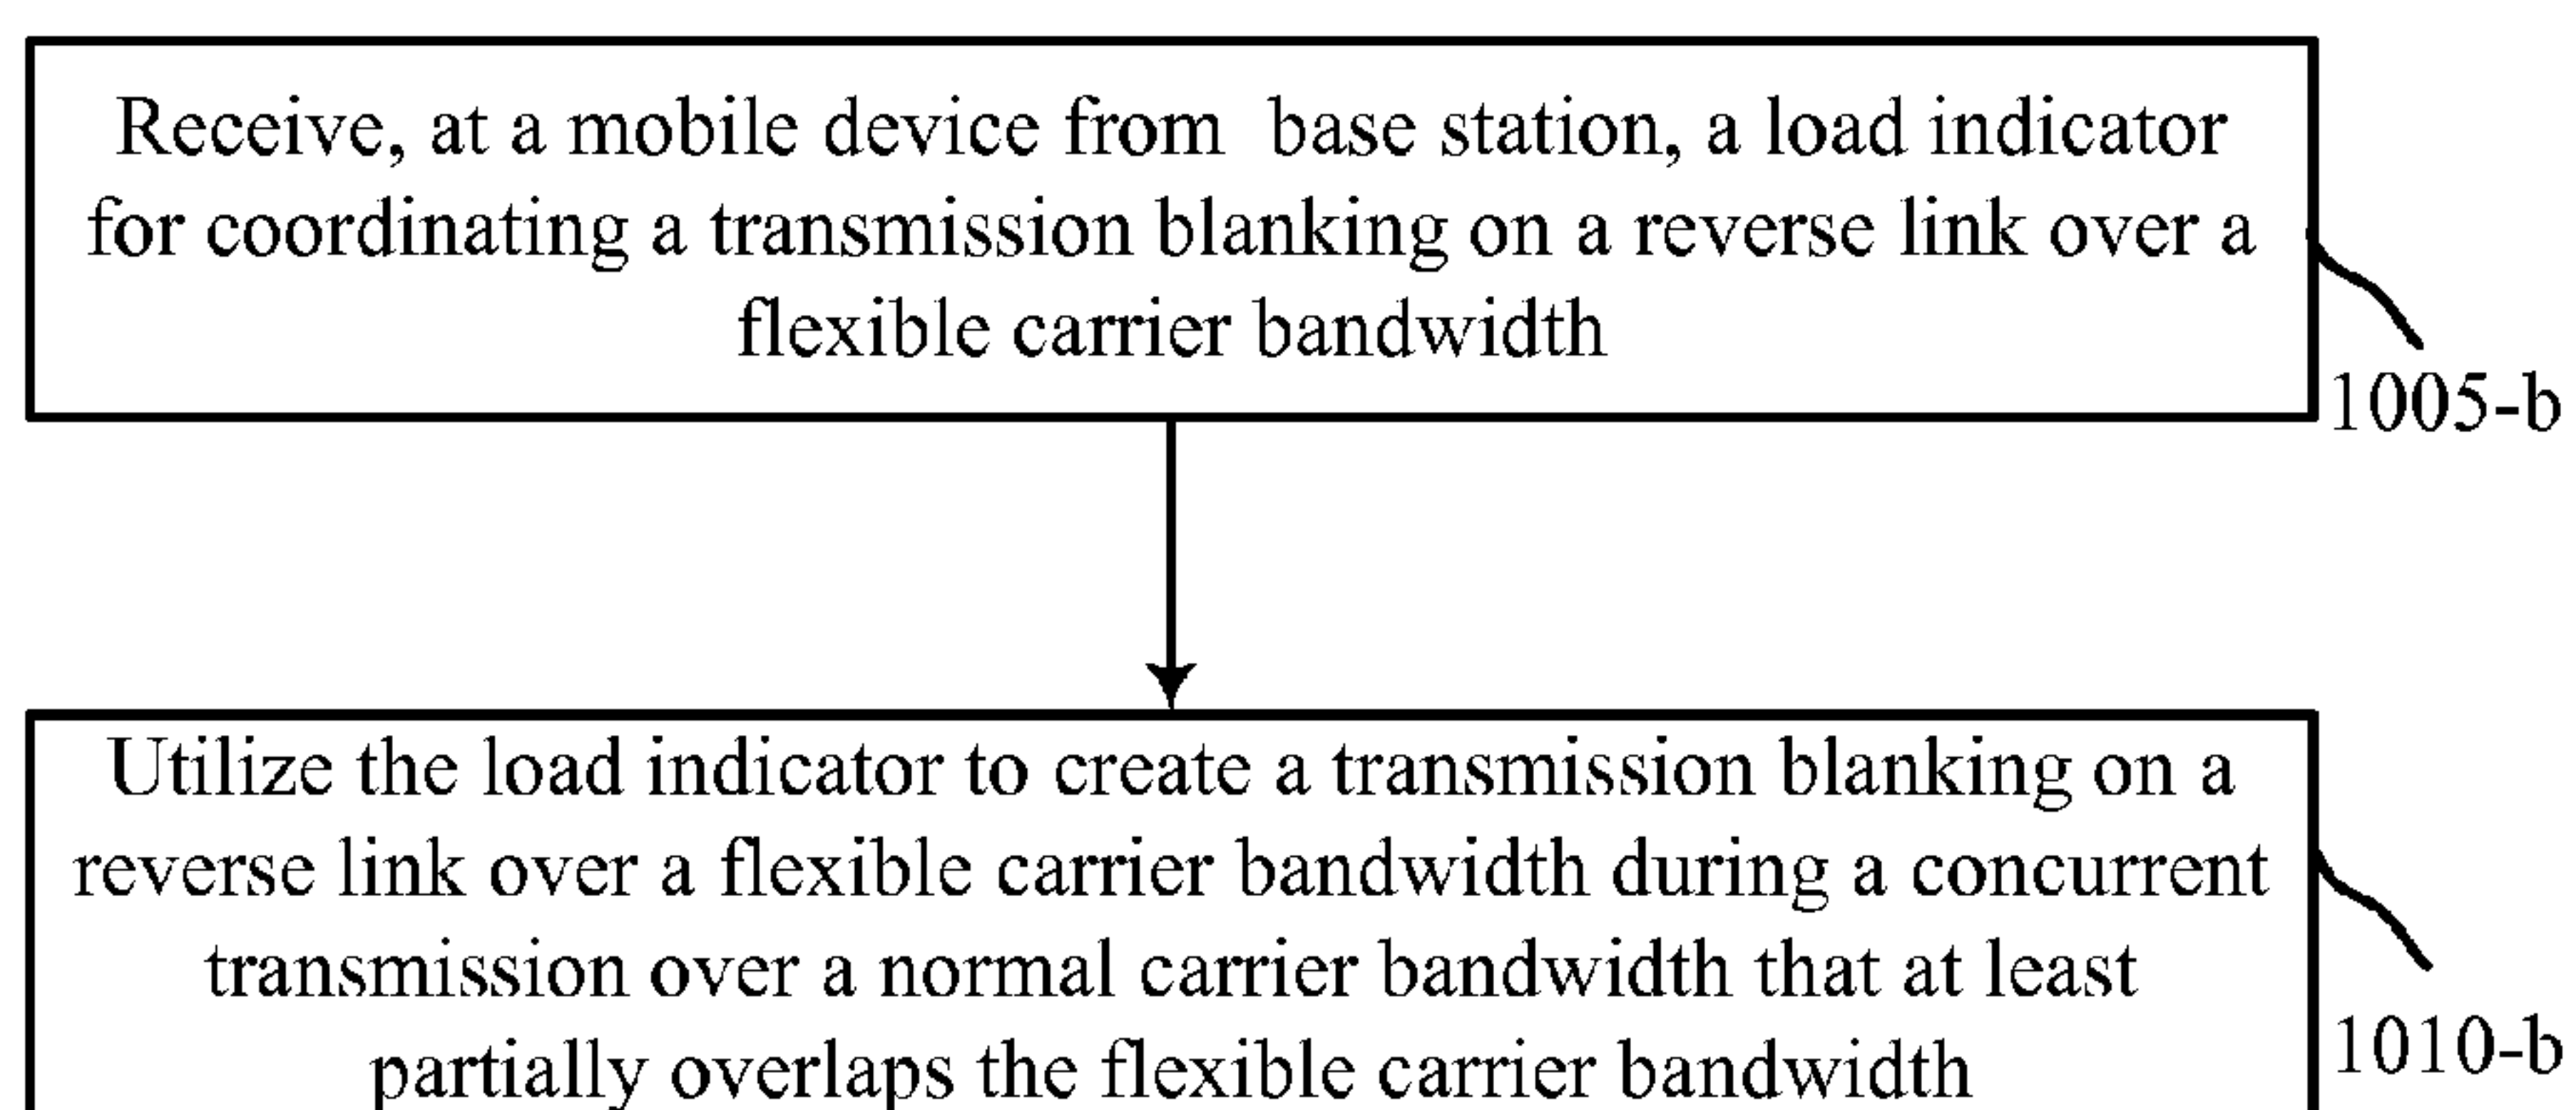 Receive, at a mobile device from  base station, a load indicator
for coordinating a transmission blanking on a reverse link over a
flexible carrier bandwidth
1005-b
Utilize the load indicator to create a transmission blanking on a
reverse link over a flexible carrier bandwidth during a concurrent
transmission over a normal carrier bandwidth that at least
partially overlaps the flexible carrier bandwidth
1010-b